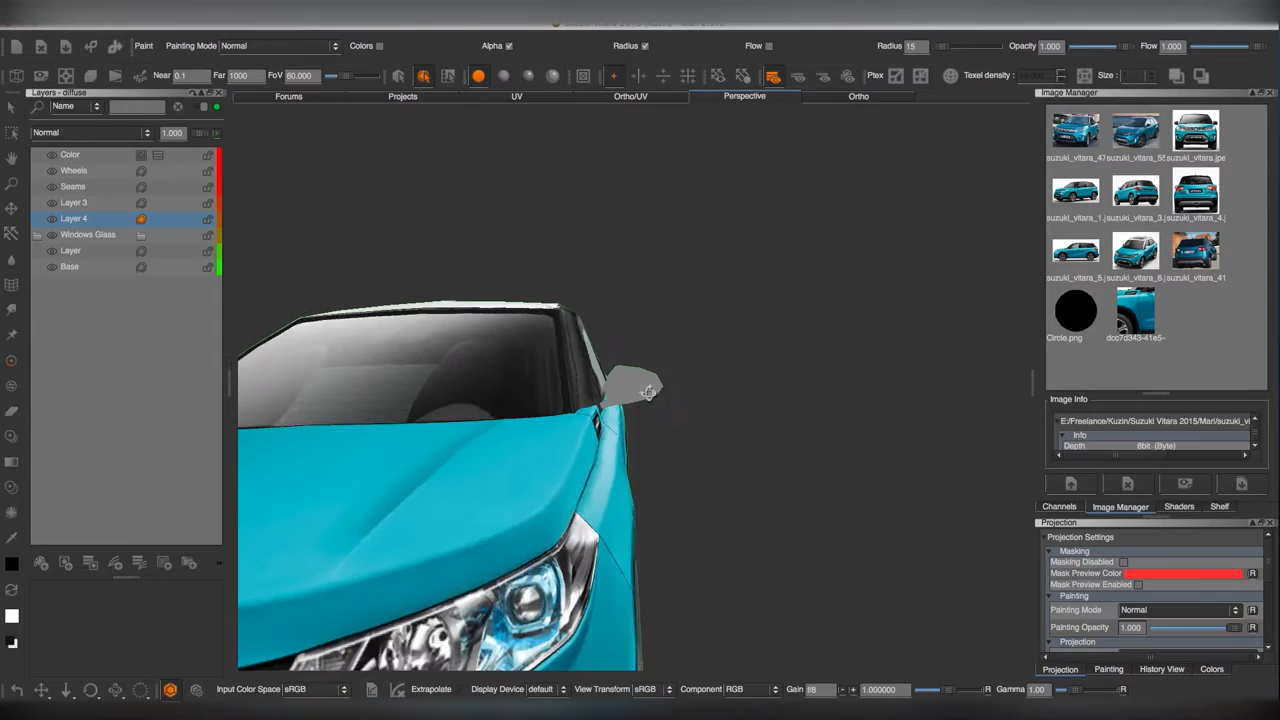 Paint
Painting Mode
Normal
Colors
Alpha
Radius
Flow
Radius 15
Opacity 1.000
Flow 1.000
Near 0.1
Far 1000
FoV 60.000
Ptex
Texel density:
Size :
Layers - diffuse
Name
Normal
1.000
Color
Wheels
Seams
Layer 3
Layer 4
Windows Glass
Layer
Base
Forums
Projects
UV
Ortho/UV
Perspective
Ortho
Image Manager
suzuki_vitara_47
suzuki_vitara_55
suzuki_vitara.jpe
suzuki_vitara_1.j
suzuki_vitara_3.j
suzuki_vitara_4.j
suzuki_vitara_5.j
suzuki_vitara_6.j
suzuki_vitara_41
Circle.png
dcc7d343-41e5-
Image Info
E:/Freelance/Kuzin/Suzuki Vitara 2015/Mari/suzuki_vi
Info
Depth 8bit (Byte)
Channels
Image Manager
Shaders
Shelf
Projection
Projection Settings
Masking
Masking Disabled
Mask Preview Color
R
Mask Preview Enabled
Painting
Painting Mode
Normal
R
Painting Opacity
1.000
R
Projection
Projection
Painting
History View
Colors
Input Color Space
sRGB
Extrapolate
Display Device
default
View Transform
sRGB
Component
RGB
Gain
f/8
1.000000
R
Gamma
1.00
R